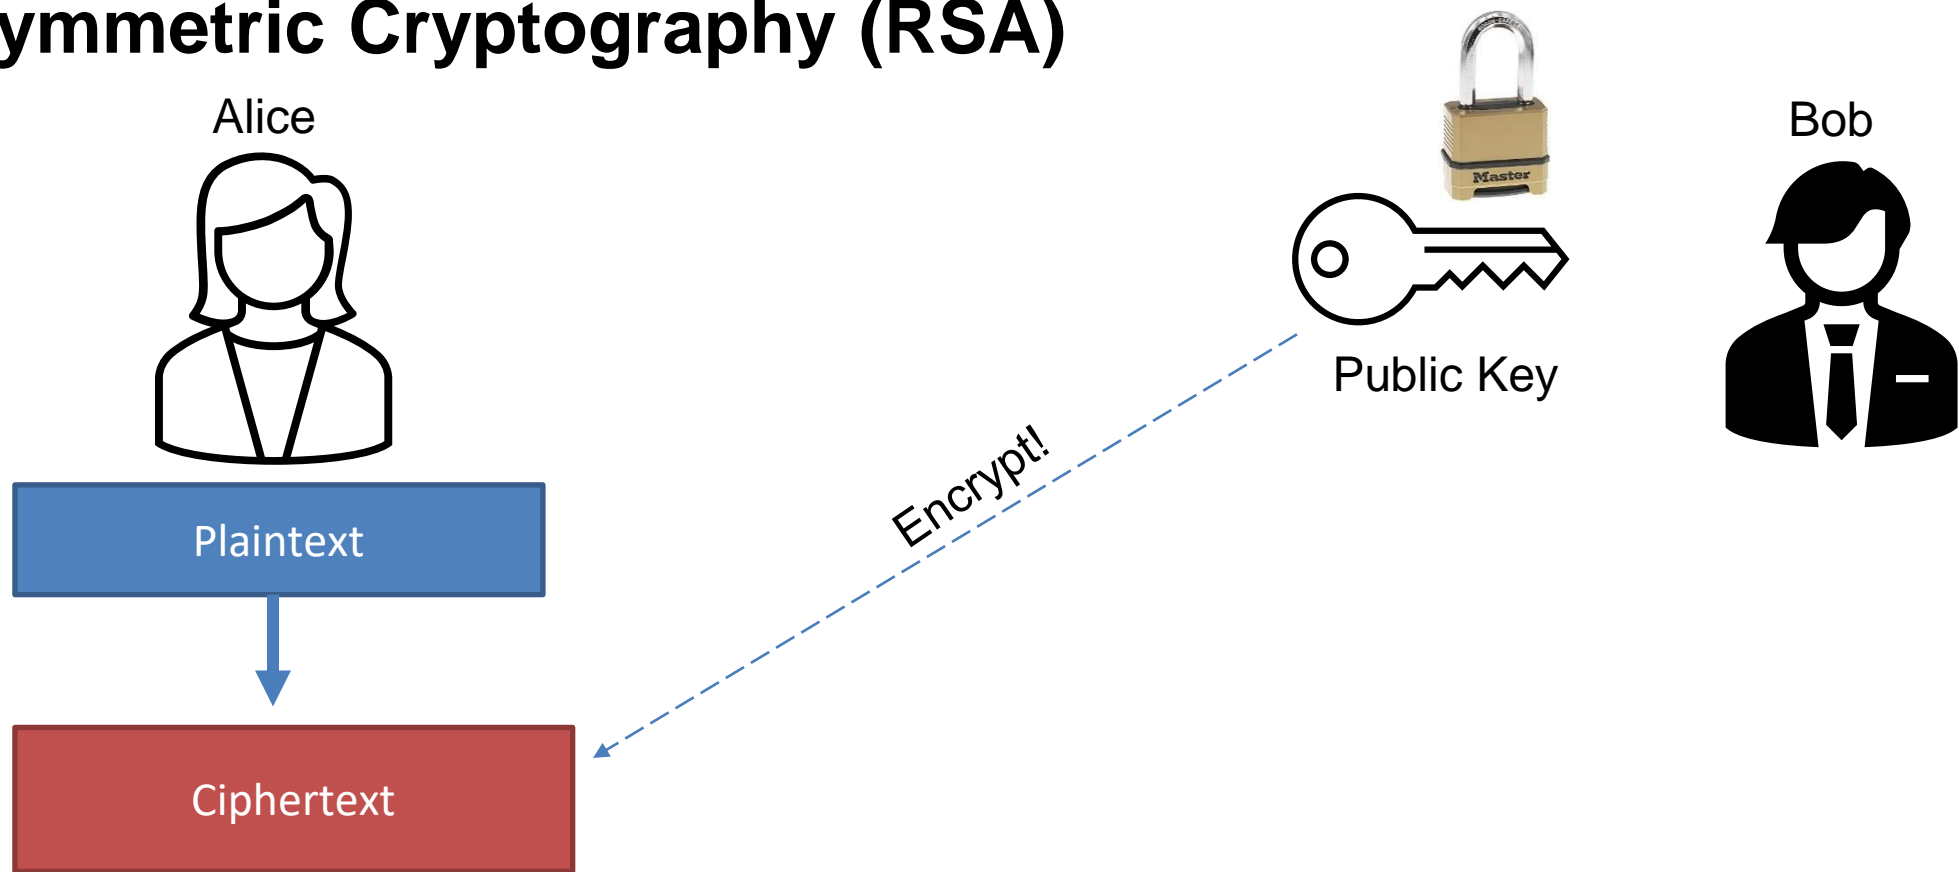 ymmetric Cryptography (RSA)
Alice
Bob
Master
Public Key
Encrypt!
Plaintext
Ciphertext